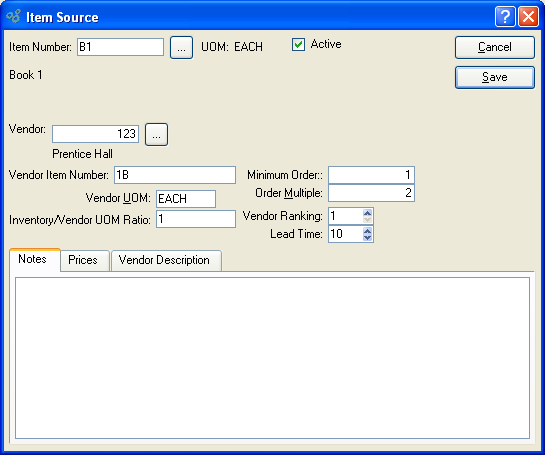 Item Source
Item Number: B1 ... UOM: EACH Active Cancel
Book 1 Save
Vendor: 123 ...
Prentice Hall
Vendor Item Number: 1B Minimum Order:: 1
Vendor UOM: EACH Order Multiple: 2
Inventory/Vendor UOM Ratio: 1 Vendor Ranking: 1
Lead Time: 10
Notes Prices Vendor Description